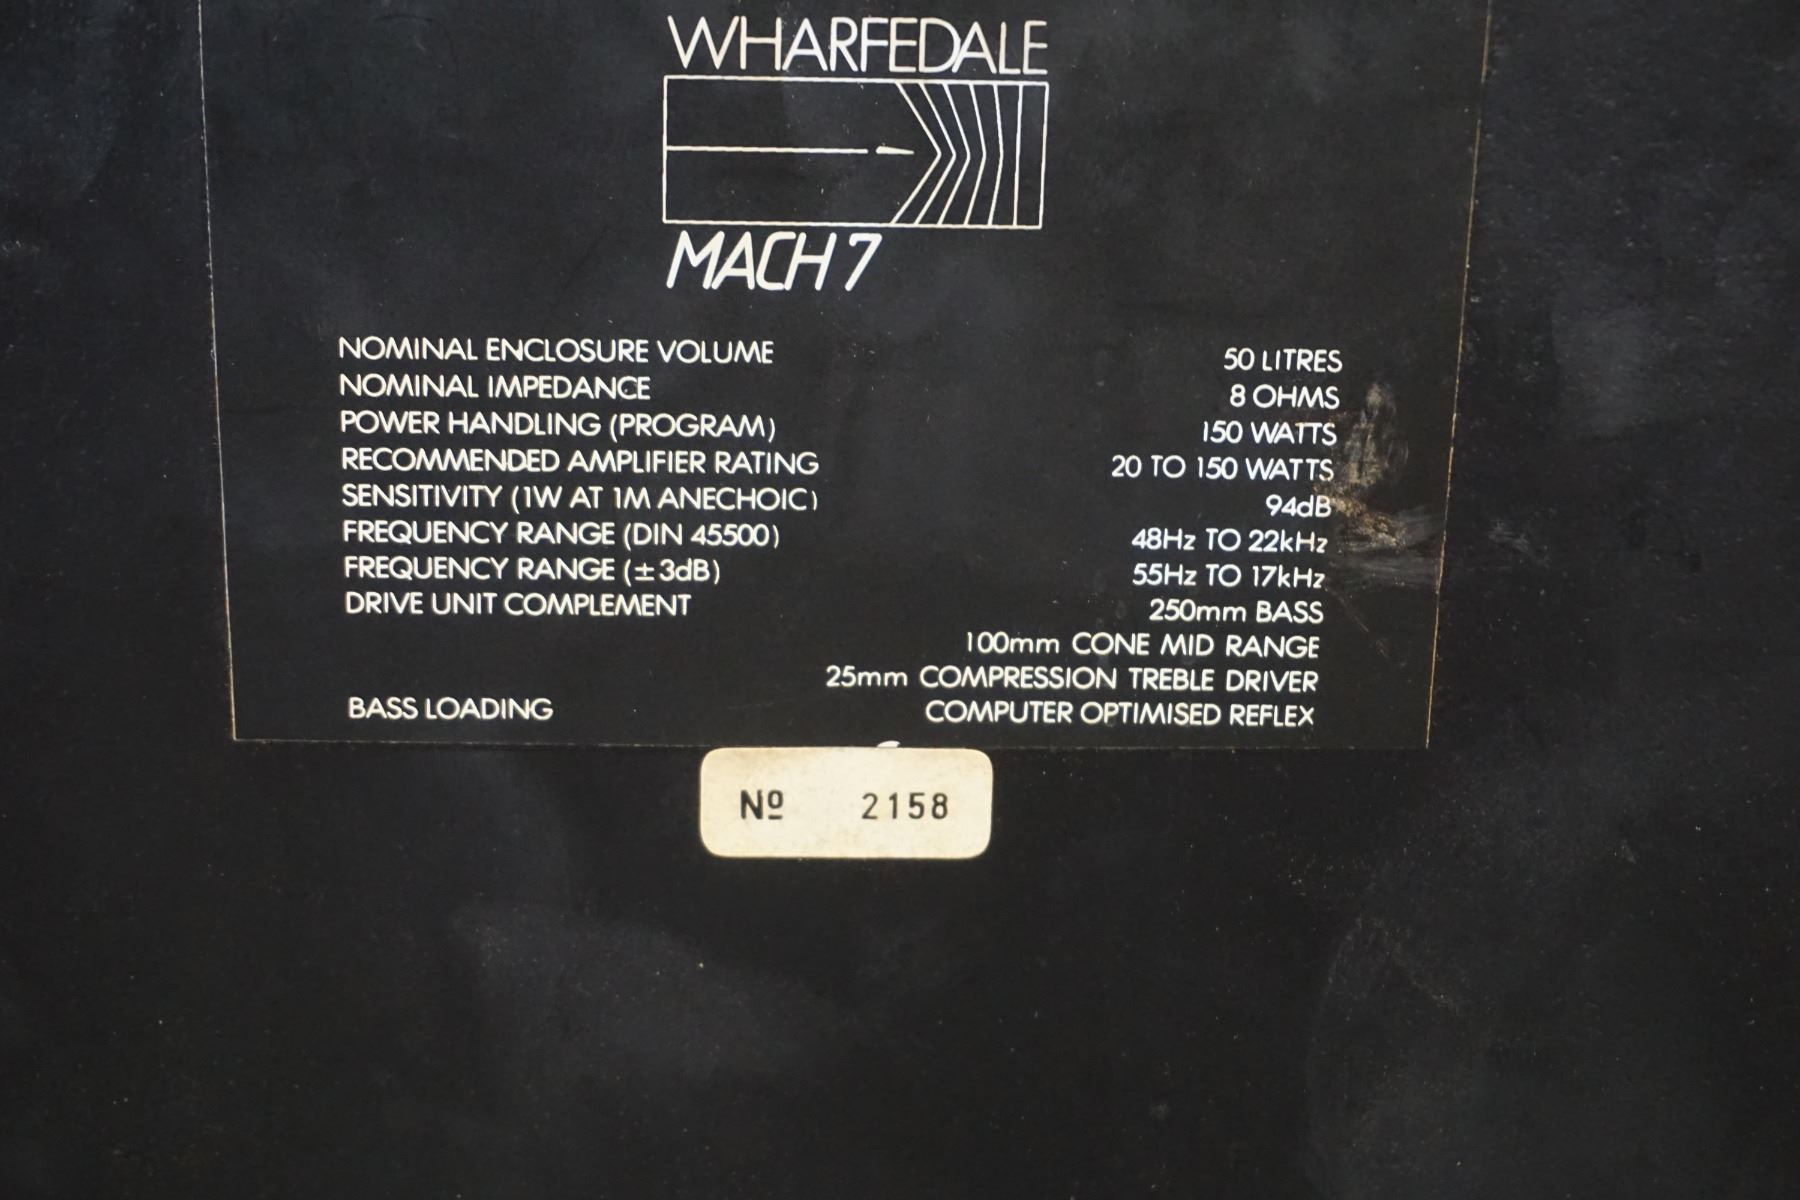 WHARFEDALE
MACH 7
NOMINAL ENCLOSURE VOLUME 50 LITRES
NOMINAL IMPEDANCE 8 OHMS
POWER HANDLING (PROGRAM) 150 WATTS
RECOMMENDED AMPLIFIER RATING 20 TO 150 WATTS
SENSITIVITY (1W AT 1M ANECHOIC) 94dB
FREQUENCY RANGE (DIN 45500) 48Hz TO 22kHz
FREQUENCY RANGE (±3dB) 55Hz TO 17kHz
DRIVE UNIT COMPLEMENT 250mm BASS
100mm CONE MID RANGE
25mm COMPRESSION TREBLE DRIVER
BASS LOADING COMPUTER OPTIMISED REFLEX
Nº 2158